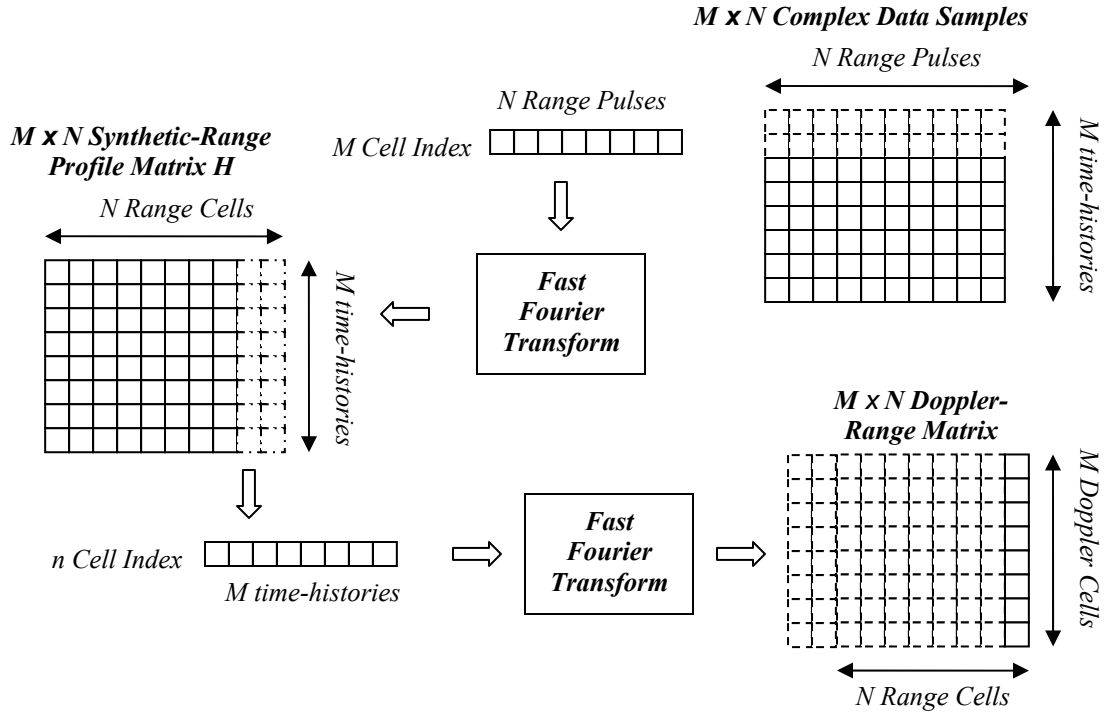 M x N Complex Data Samples
N Range Pulses
M time-histories
N Range Pulses
M Cell Index
M x N Synthetic-Range
Profile Matrix H
N Range Cells
M time-histories
Fast
Fourier
Transform
M x N Doppler-
Range Matrix
M Doppler Cells
N Range Cells
n Cell Index
M time-histories
Fast
Fourier
Transform